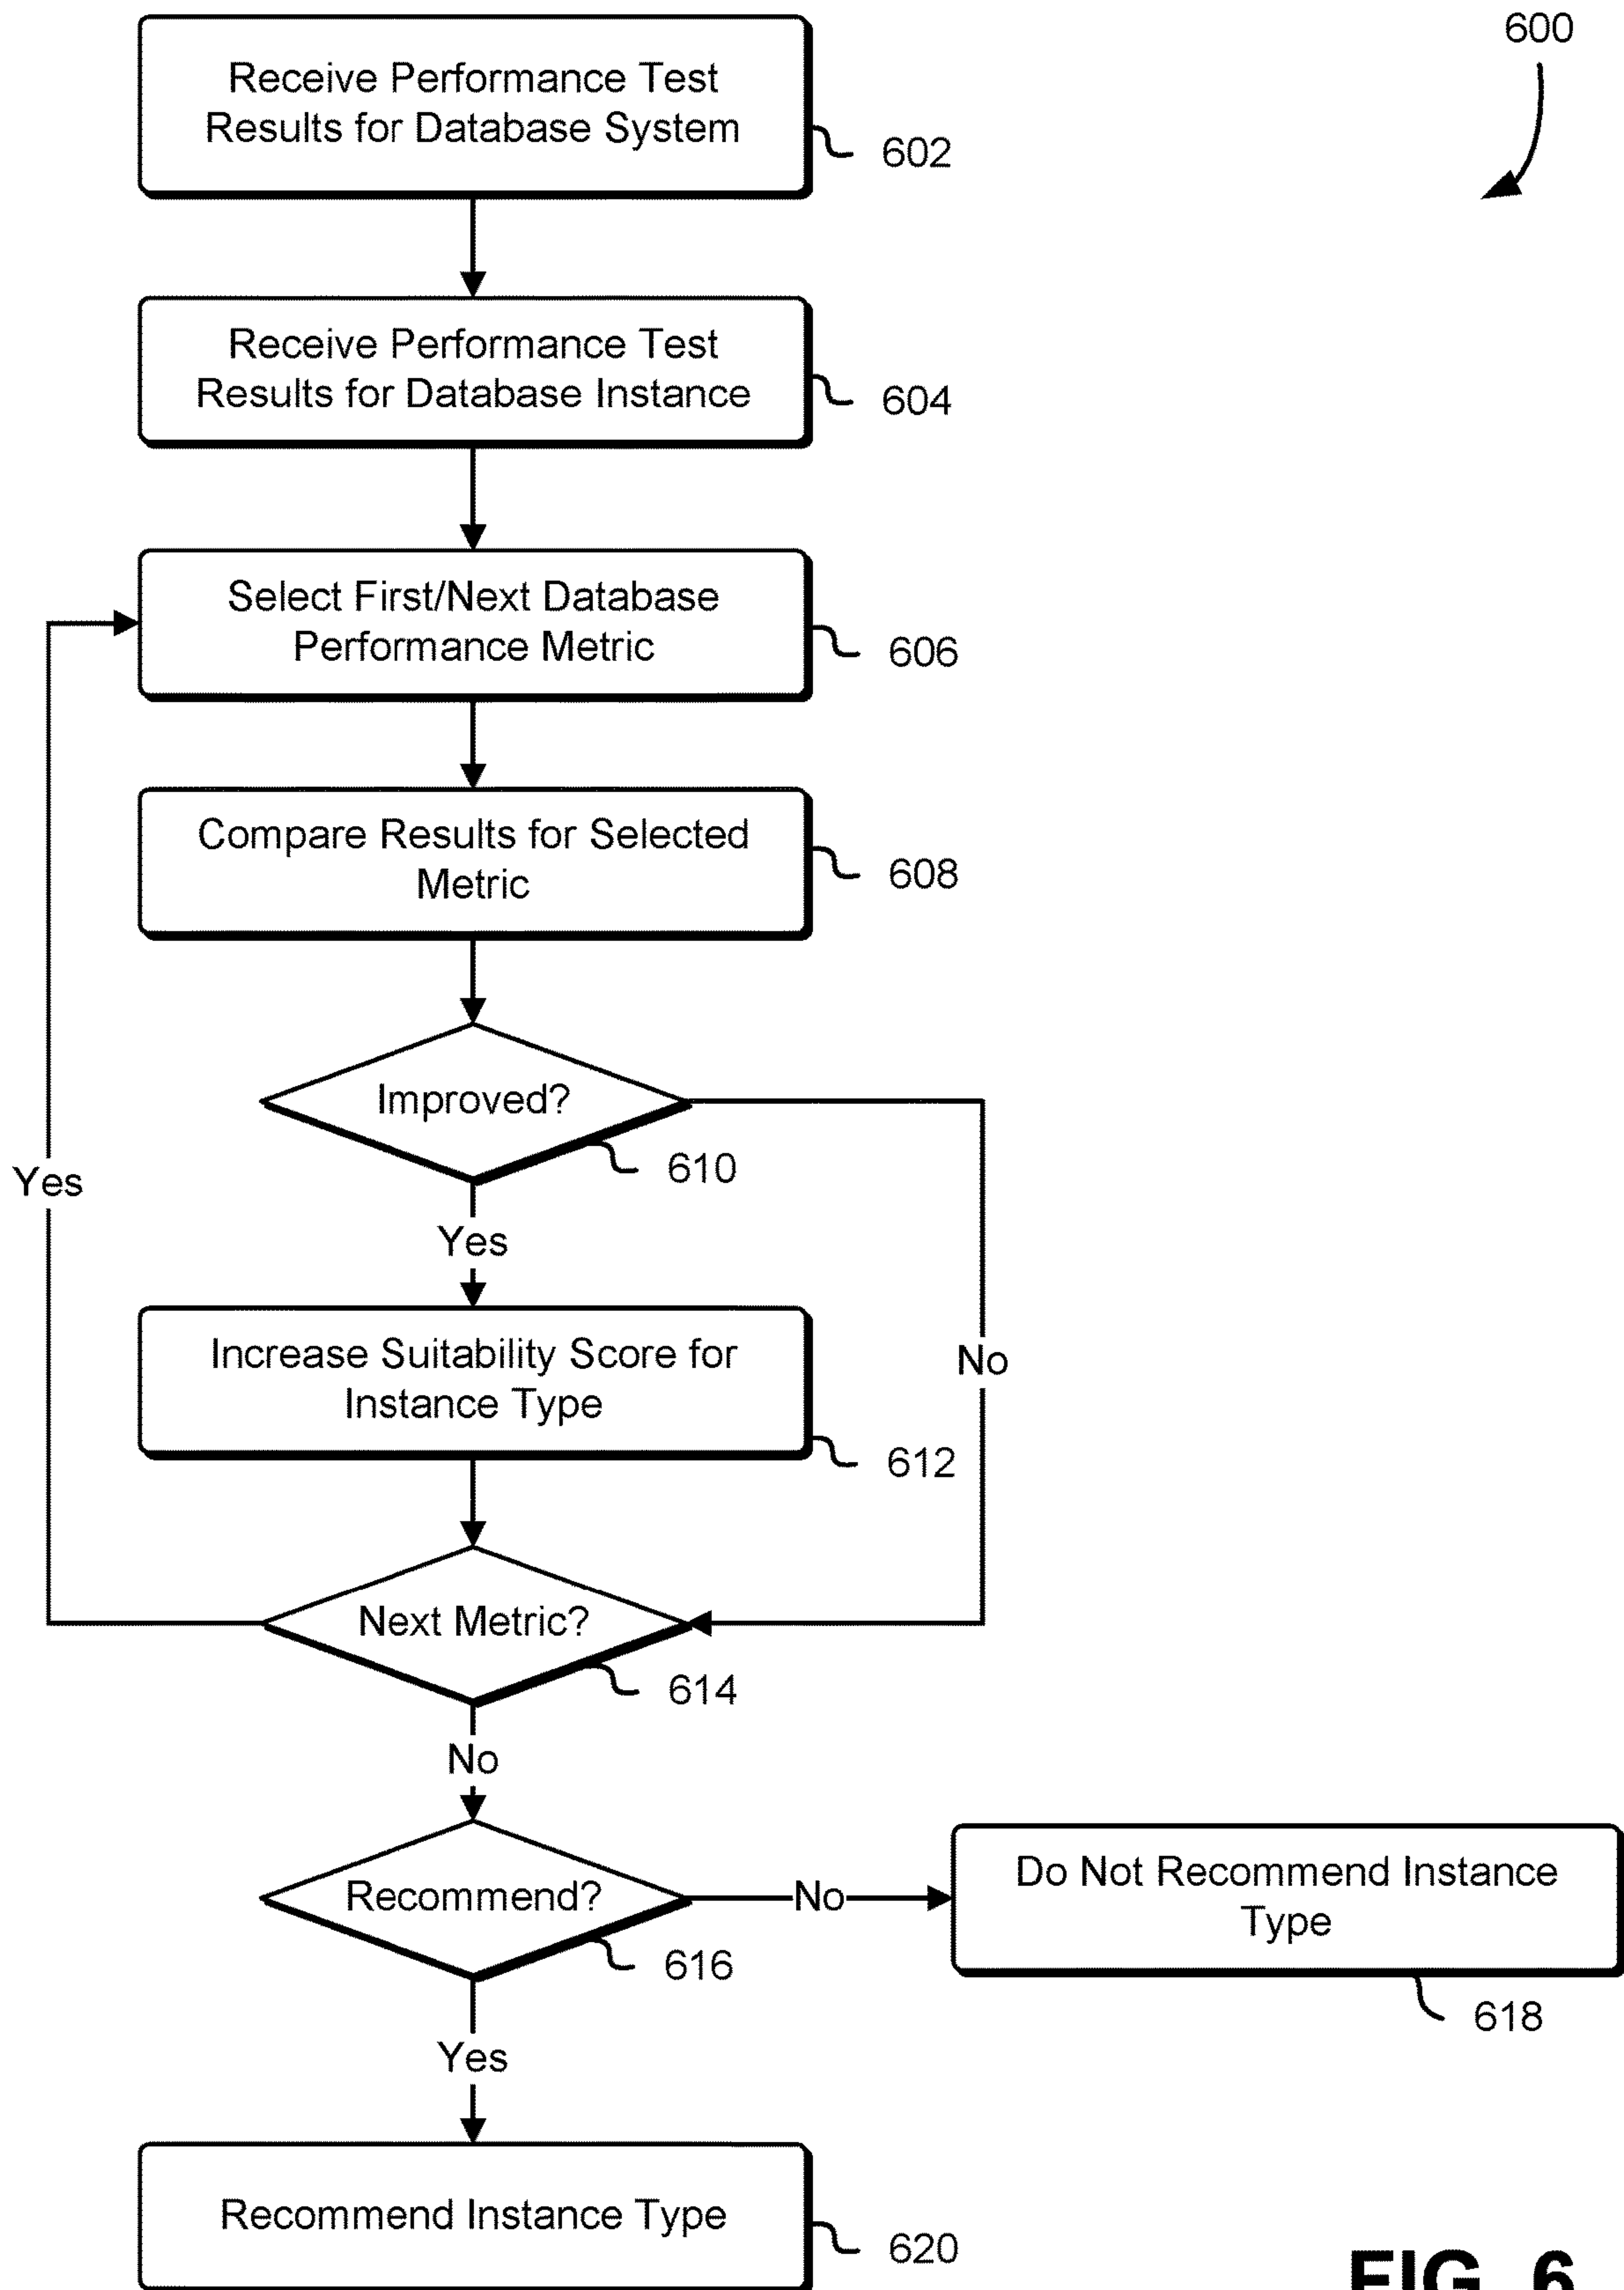 600
Receive Performance Test
Results for Database System
602
Receive Performance Test
Results for Database Instance
604
Select First/Next Database
Performance Metric
606
Compare Results for Selected
Metric
608
Improved?
610
Yes
Yes
Increase Suitability Score for
Instance Type
No
612
Next Metric?
614
No
Recommend?
No
Do Not Recommend Instance
Type
616
618
Yes
Recommend Instance Type
620
FIG. 6